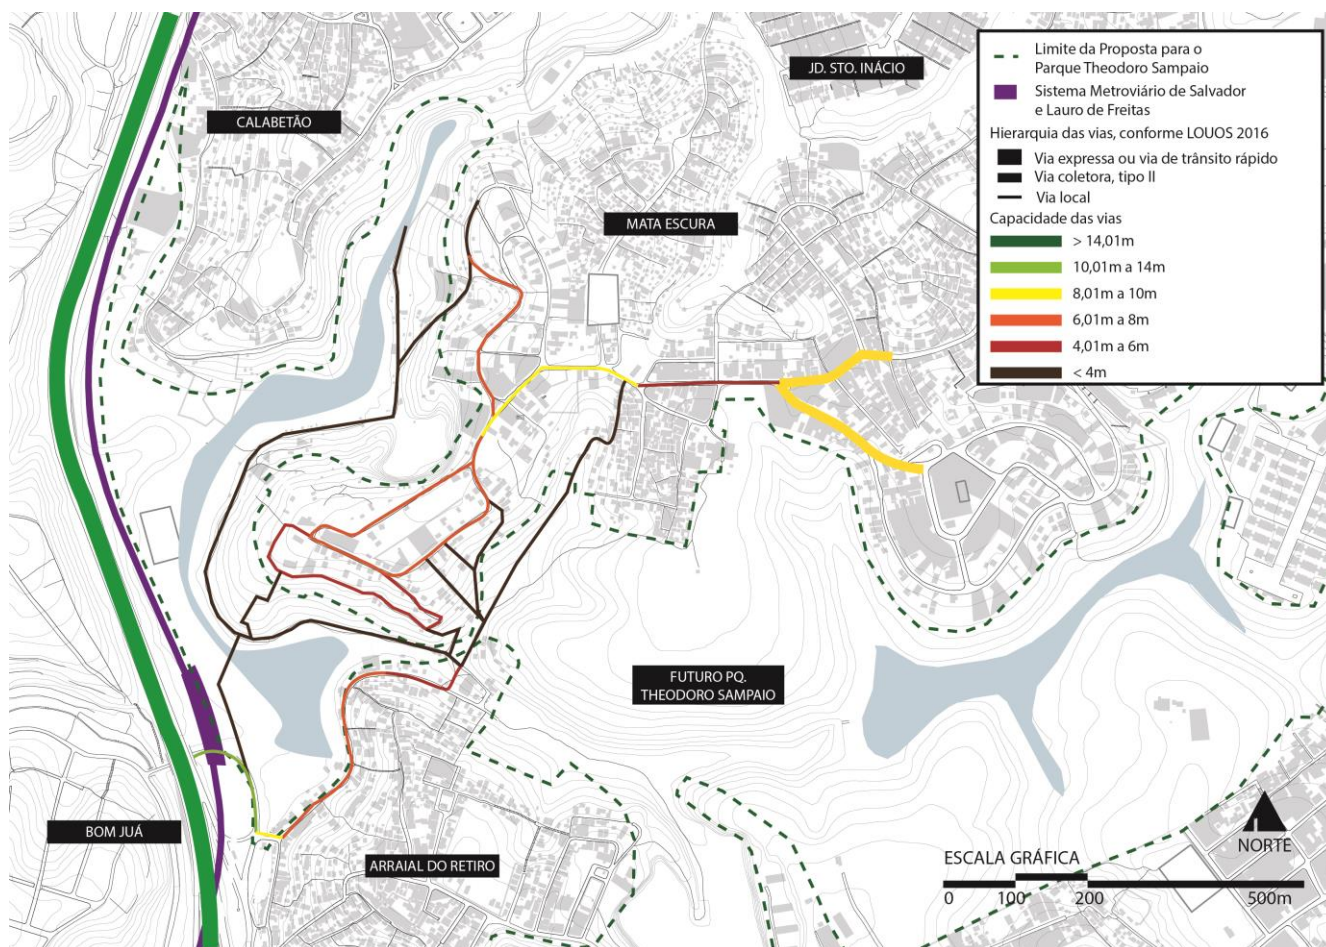 CALABETÃO
JD. STO. INÁCIO
MATA ESCURA
Limite da Proposta para o
Parque Theodoro Sampaio
Sistema Metroviário de Salvador
e Lauro de Freitas
Hierarquia das vias, conforme LOUOS 2016
Via expressa ou via de trânsito rápido
Via coletora, tipo II
Via local
Capacidade das vias
> 14,01m
10,01m a 14m
8,01m a 10m
6,01m a 8m
4,01m a 6m
< 4m
FUTURO PQ.
THEODORO SAMPAIO
BOM JUÁ
ARRAIAL DO RETIRO
NORTE
ESCALA GRÁFICA
0 100 200 500m